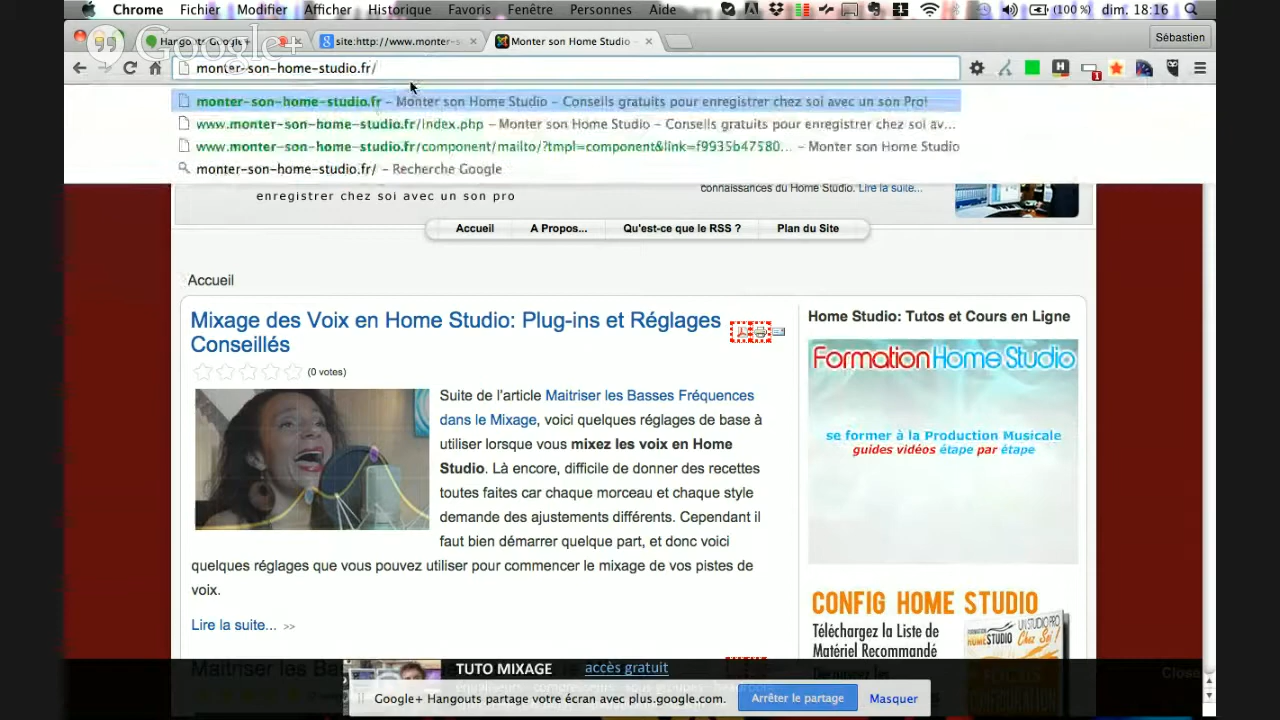 Chrome Fichier Modifier Afficher Historique Favoris Fenêtre Personnes Aide (100 %) dim. 18:16
Google+
Hangouts Google+
site:http://www.monter-s
Monter son Home Studio -
Sébastien
monter-son-home-studio.fr/
1
monter-son-home-studio.fr – Monter son Home Studio – Conseils gratuits pour enregistrer chez soi avec un son Pro!
www.monter-son-home-studio.fr/index.php – Monter son Home Studio – Conseils gratuits pour enregistrer chez soi avec un son Pro! av...
www.monter-son-home-studio.fr/component/mailto/?tmpl=component&link=f9935b47580... – Monter son Home Studio
monter-son-home-studio.fr/ – Recherche Google
connaissances du Home Studio. Lire la suite...
enregistrer chez soi avec un son pro
Accueil A Propos... Qu'est-ce que le RSS ? Plan du Site
Accueil
Mixage des Voix en Home Studio: Plug-ins et Réglages
Conseillés
(0 votes)
Suite de l'article Maitriser les Basses Fréquences
dans le Mixage, voici quelques réglages de base à
utiliser lorsque vous mixez les voix en Home
Studio. Là encore, difficile de donner des recettes
toutes faites car chaque morceau et chaque style
demande des ajustements différents. Cependant il
faut bien démarrer quelque part, et donc voici
quelques réglages que vous pouvez utiliser pour commencer le mixage de vos pistes de
voix.
Lire la suite... >>
Home Studio: Tutos et Cours en Ligne
Formation Home Studio
se former à la Production Musicale
guides vidéos étape par étape
CONFIG HOME STUDIO
Téléchargez la Liste de
Matériel Recommandé
Maitriser les Ba
TUTO MIXAGE accès gratuit
Close
Google+ Hangouts partage votre écran avec plus.google.com. Arrêter le partage Masquer